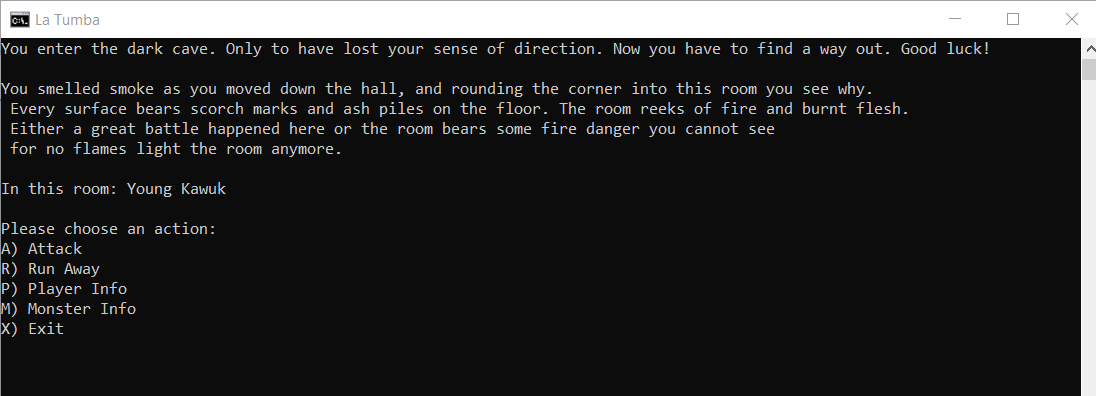 La Tumba
You enter the dark cave. Only to have lost your sense of direction. Now you have to find a way out. Good luck!
You smelled smoke as you moved down the hall, and rounding the corner into this room you see why.
Every surface bears scorch marks and ash piles on the floor. The room reeks of fire and burnt flesh.
Either a great battle happened here or the room bears some fire danger you cannot see
for no flames light the room anymore.
In this room: Young Kawuk
Please choose an action:
A) Attack
R) Run Away
P) Player Info
M) Monster Info
X) Exit